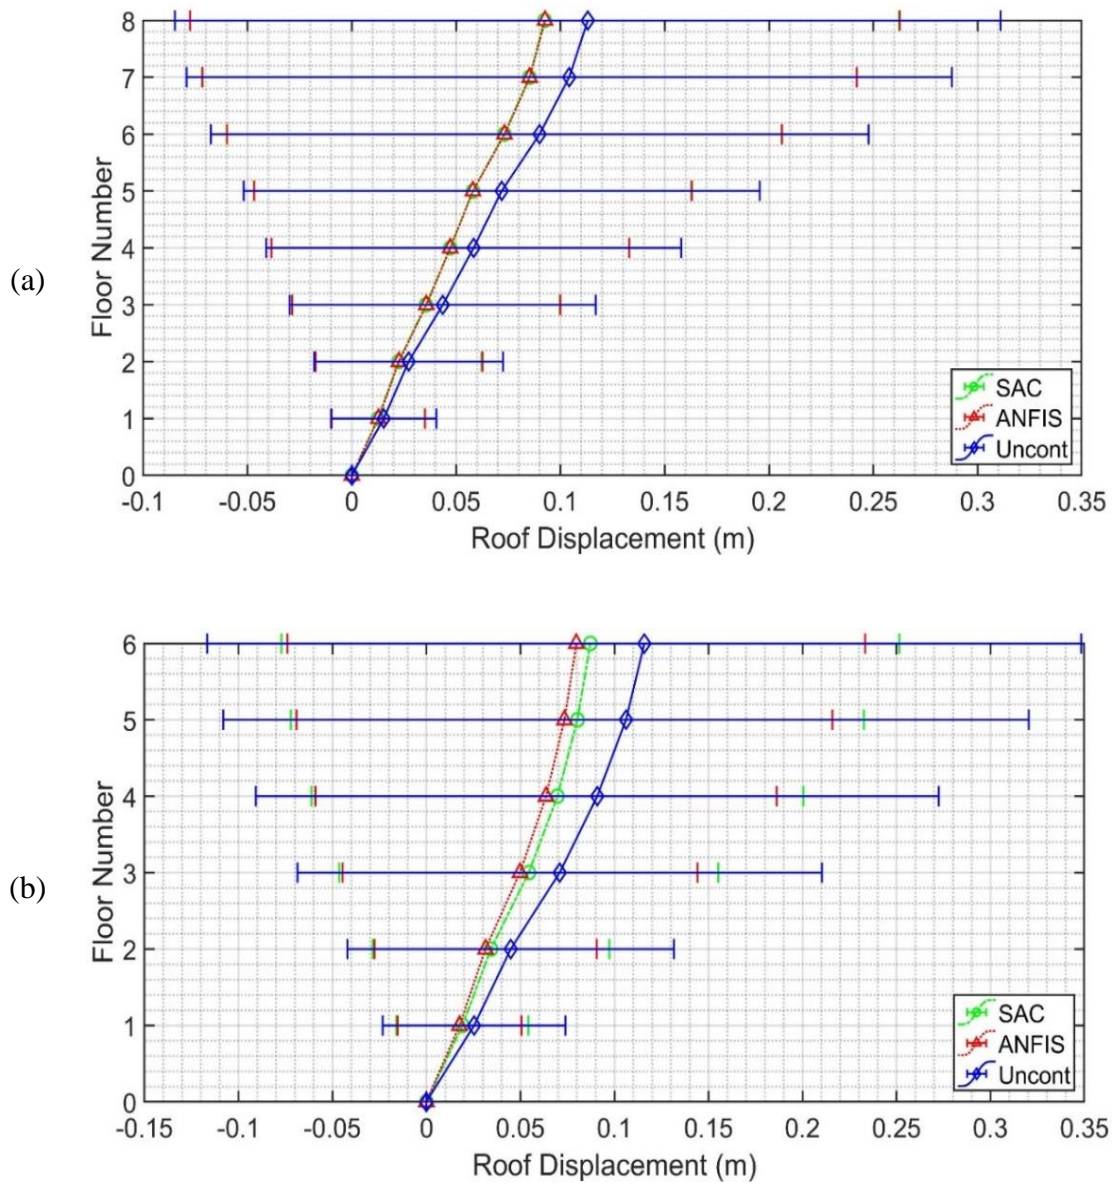 (a)
Floor Number
8
7
6
5
4
3
2
1
0
-0.1 -0.05 0 0.05 0.1 0.15 0.2 0.25 0.3 0.35
Roof Displacement (m)
SAC
ANFIS
Uncont
(b)
Floor Number
6
5
4
3
2
1
0
-0.15 -0.1 -0.05 0 0.05 0.1 0.15 0.2 0.25 0.3 0.35
Roof Displacement (m)
SAC
ANFIS
Uncont